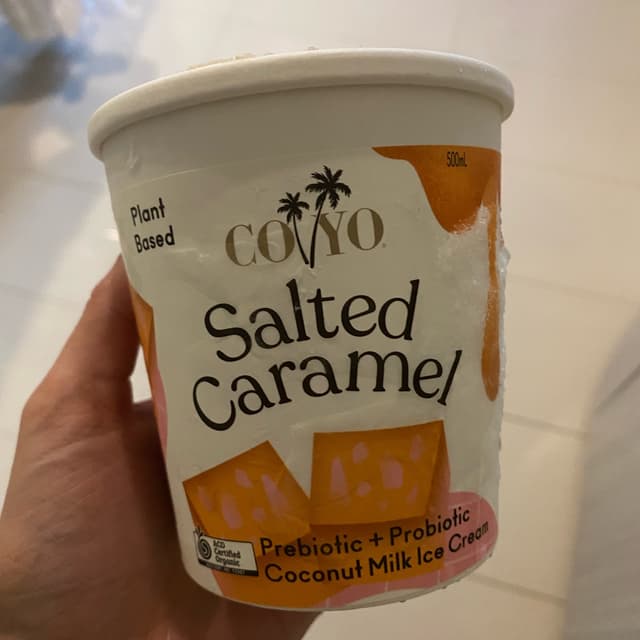 500mL
Plant
Based
COYO
Salted
Caramel
ACO
Certified
Organic
Prebiotic + Probiotic
Coconut Milk Ice Cream